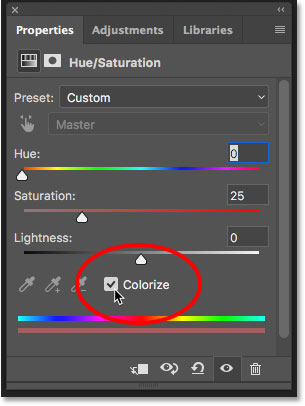 Properties Adjustments Libraries
Hue/Saturation
Preset: Custom
Master
Hue: 0
Saturation: 25
Lightness: 0
Colorize